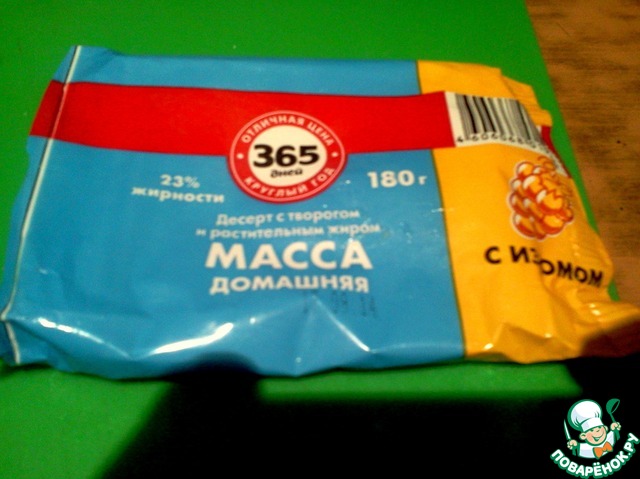 ОТЛИЧНАЯ ЦЕНА
365
дней
КРУГЛЫЙ ГОД
23%
жирности
180 г
Десерт с творогом
и растительным жиром
МАССА
ДОМАШНЯЯ
С ИЗЮМОМ
ПОВАРЁНОК.РУ